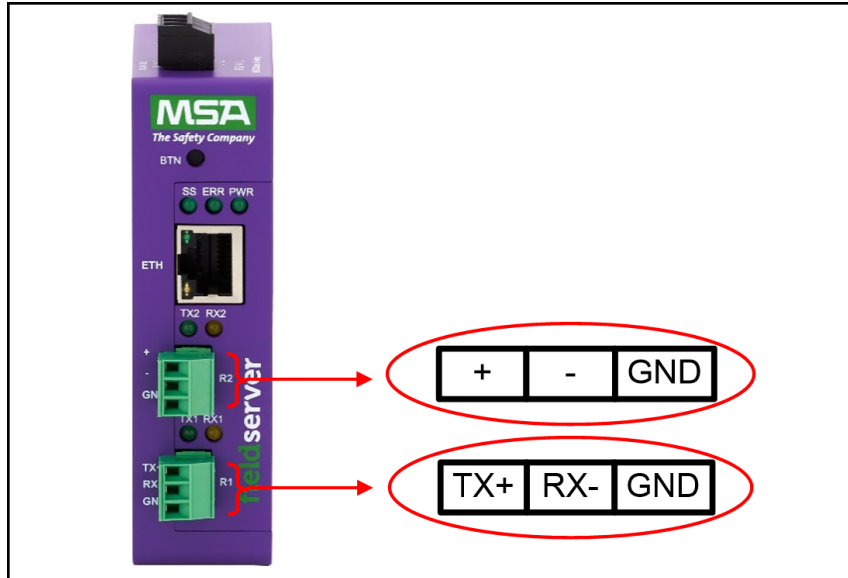 MSA
The Safety Company
BTN
SS ERR PWR
ETH
TX2 RX2
+
-
GN
R2
+ - GND
TX1 RX1
fieldserver
TX+
RX
GN
R1
TX+ RX- GND